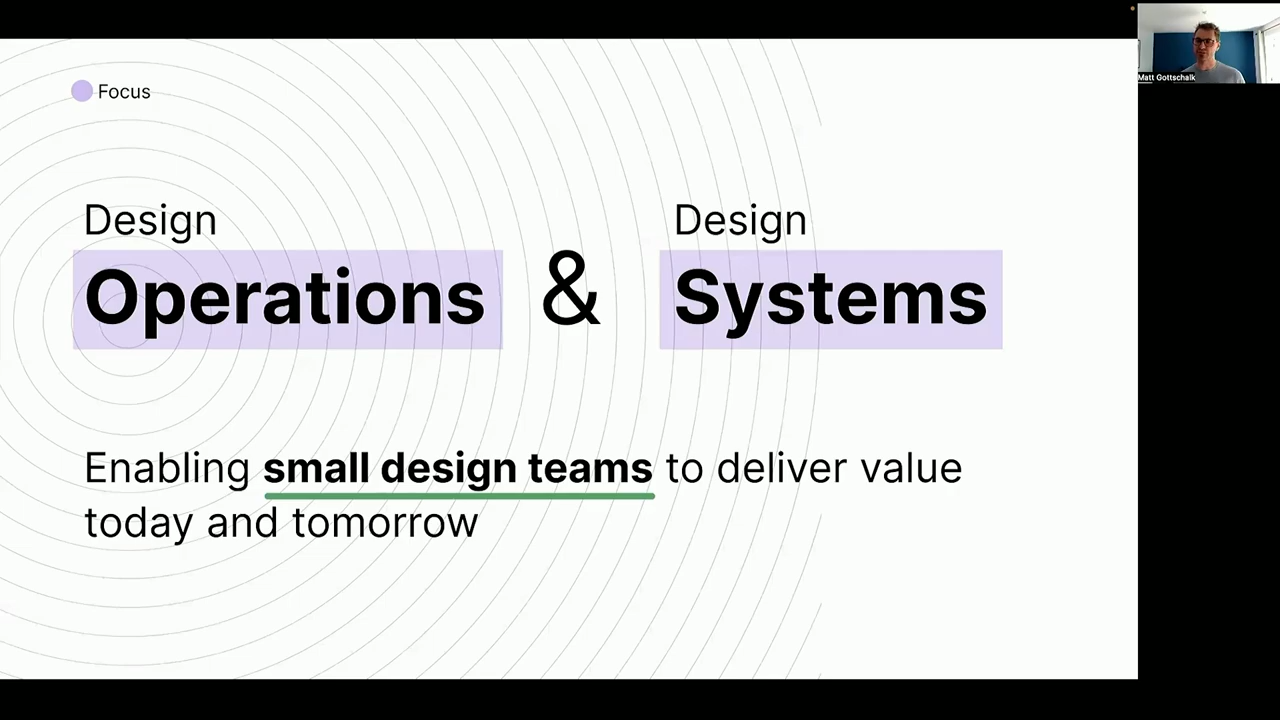 Focus
Design
Operations
&
Design
Systems
Enabling small design teams to deliver value
today and tomorrow
Matt Gottschalk